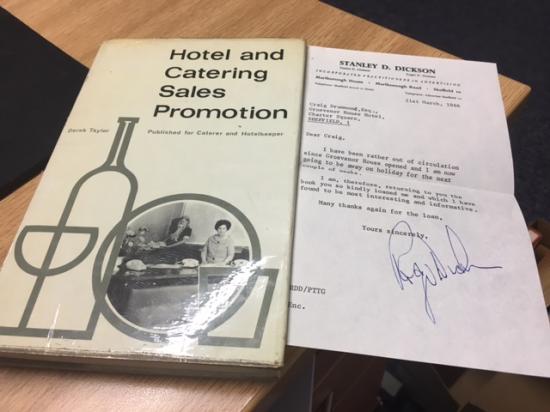 Hotel and
Catering
Sales
Promotion
Derek Taylor
Published for Caterer and Hotelkeeper
STANLEY D. DICKSON
INCORPORATED PRACTITIONERS IN ADVERTISING
Marlborough House · Marlborough Road · Sheffield 10
21st March, 1966
Craig Drummond, Esq.,
Grosvenor House Hotel,
Charter Square,
SHEFFIELD, 1
Dear Craig,
I have been rather out of circulation
since Grosvenor House opened and I am now
going to be away on holiday for the next
couple of weeks.
I am, therefore, returning to you the
book you so kindly loaned me and which I have
found to be most interesting and informative.
Many thanks again for the loan.
Yours sincerely,
RDD/PTTG
Enc.